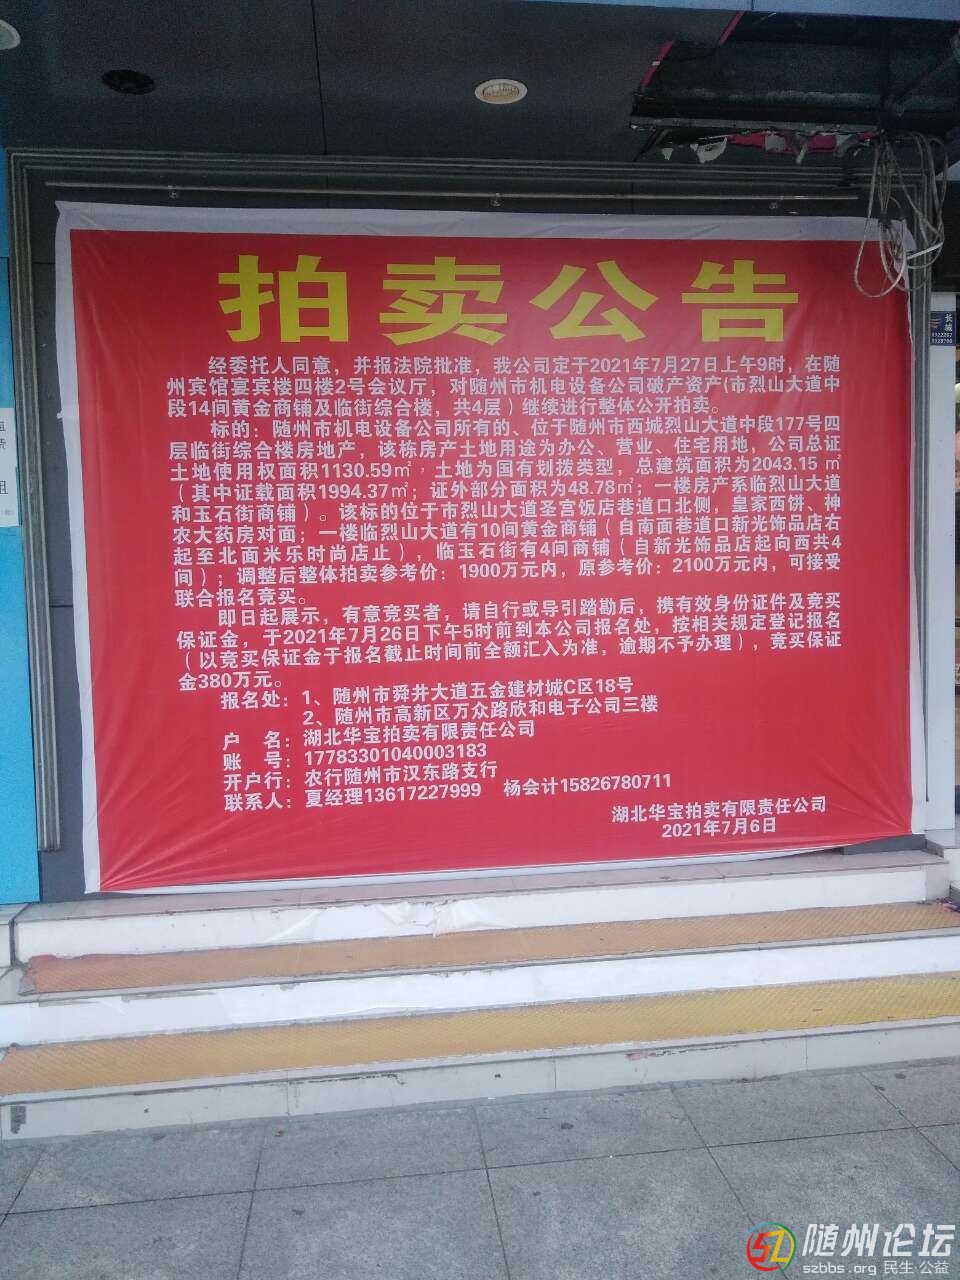 拍卖公告
经委托人同意，并报法院批准，我公司定于2021年7月27日上午9时，在随
州宾馆宴宾楼四楼2号会议厅，对随州市机电设备公司破产资产(市烈山大道中
段14间黄金商铺及临街综合楼，共4层）继续进行整体公开拍卖。
标的：随州市机电设备公司所有的、位于随州市西城烈山大道中段177号四
层临街综合楼房地产，该栋房产土地用途为办公、营业、住宅用地，公司总证
土地使用权面积1130.59㎡，土地为国有划拨类型，总建筑面积为2043.15 ㎡
（其中证载面积1994.37㎡；证外部分面积为48.78㎡；一楼房产系临烈山大道
和玉石街商铺）。该标的位于市烈山大道圣宫饭店巷道口北侧，皇家西饼、神
农大药房对面；一楼临烈山大道有10间黄金商铺（自南面巷道口新光饰品店右
起至北面米乐时尚店止），临玉石街有4间商铺（自新光饰品店起向西共4
间）；调整后整体拍卖参考价：1900万元内，原参考价：2100万元内，可接受
联合报名竞买。
即日起展示，有意竞买者，请自行或导引踏勘后，携有效身份证件及竞买
保证金，于2021年7月26日下午5时前到本公司报名处，按相关规定登记报名
（以竞买保证金于报名截止时间前全额汇入为准，逾期不予办理），竞买保证
金380万元。
报名处：1、随州市舜井大道五金建材城C区18号
2、随州市高新区万众路欣和电子公司三楼
户 名：湖北华宝拍卖有限责任公司
账 号：17783301040003183
开户行：农行随州市汉东路支行
联系人：夏经理13617227999 杨会计15826780711
湖北华宝拍卖有限责任公司
2021年7月6日
长城
随州论坛
szbbs.org 民生·公益